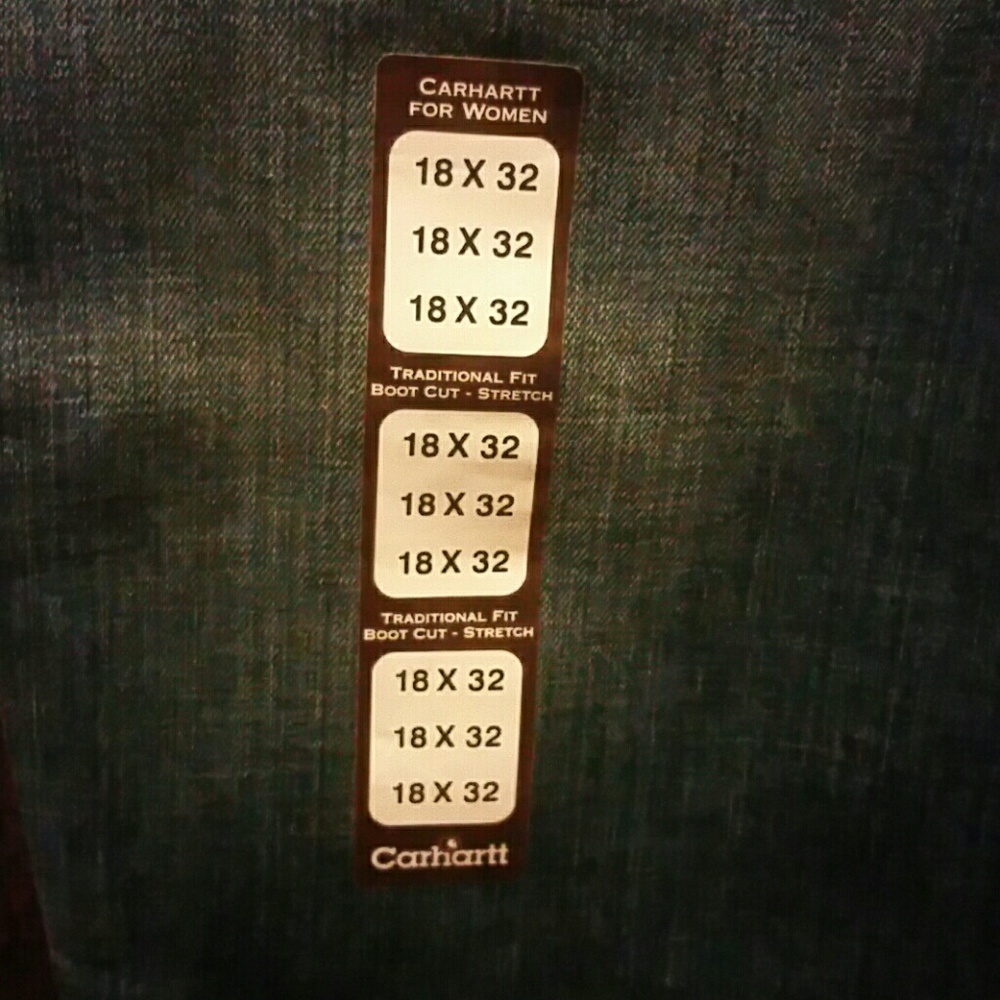 CARHARTT
FOR WOMEN
18 X 32
18 X 32
18 X 32
TRADITIONAL FIT
BOOT CUT - STRETCH
18 X 32
18 X 32
18 X 32
TRADITIONAL FIT
BOOT CUT - STRETCH
18 X 32
18 X 32
18 X 32
Carhartt